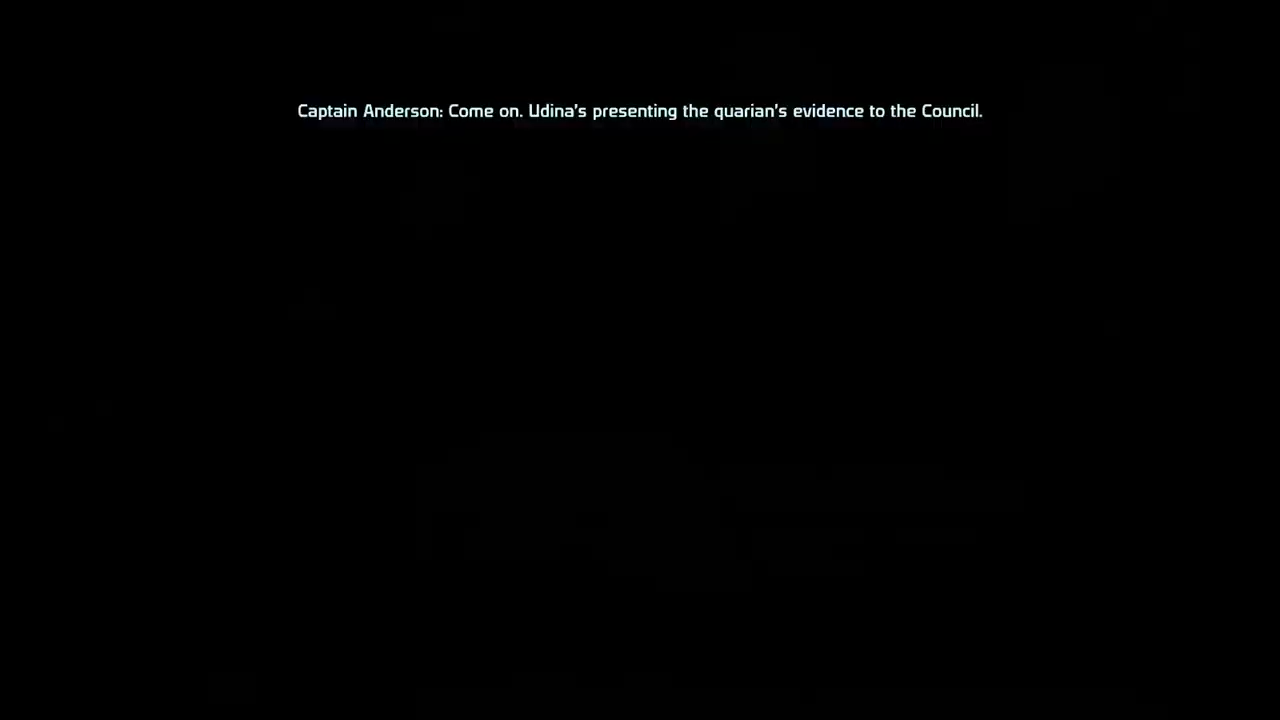 Captain Anderson: Come on. Udina's presenting the quarian's evidence to the Council.